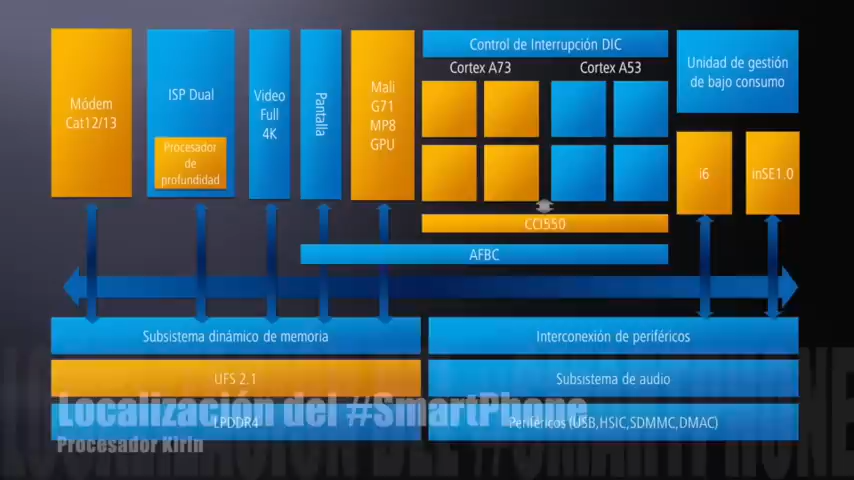 Módem
Cat12/13
ISP Dual
Procesador
de
profundidad
Video
Full
4K
Pantalla
Mali
G71
MP8
GPU
Control de Interrupción DIC
Cortex A73
Cortex A53
Unidad de gestión
de bajo consumo
i6
inSE1.0
CCI550
AFBC
Subsistema dinámico de memoria
Interconexión de periféricos
UFS 2.1
Subsistema de audio
LPDDR4
Periféricos (USB,HSIC,SDMMC,DMAC)
Localización del #SmartPhone
Procesador Kirin
LOCALIZACIÓN DEL #SMARTPHONE